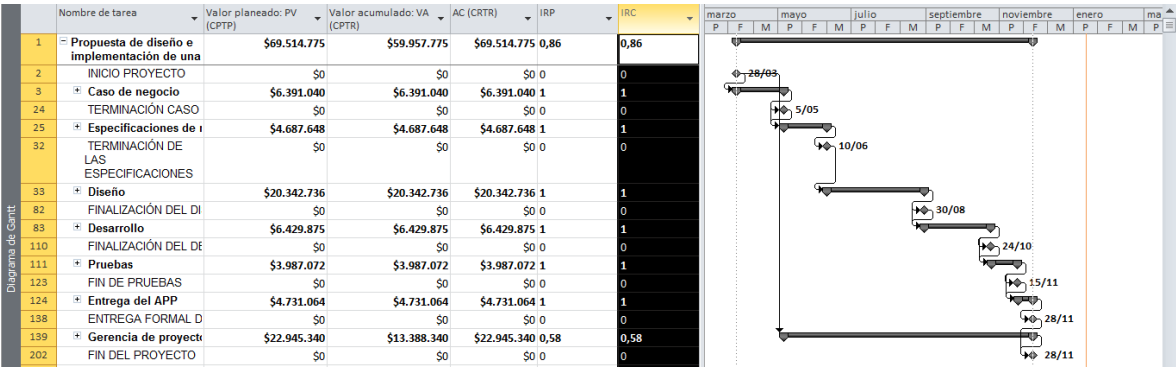 Nombre de tarea Valor planeado: PV (CPTP) Valor acumulado: VA (CRTR) AC (CRTR) IRP IRC
marzo mayo julio septiembre noviembre enero ma
P F M P F M P F M P F M P F M P F M P
1 Propuesta de diseño e implementación de una $69.514.775 $59.957.775 $69.514.775 0,86 0,86
2 INICIO PROYECTO $0 $0 $0 0 0 28/03
3 Caso de negocio $6.391.040 $6.391.040 $6.391.040 1 1
24 TERMINACIÓN CASO $0 $0 $0 0 0 5/05
25 Especificaciones de r $4.687.648 $4.687.648 $4.687.648 1 1
32 TERMINACIÓN DE LAS ESPECIFICACIONES $0 $0 $0 0 0 10/06
33 Diseño $20.342.736 $20.342.736 $20.342.736 1 1
82 FINALIZACIÓN DEL DI $0 $0 $0 0 0 30/08
83 Desarrollo $6.429.875 $6.429.875 $6.429.875 1 1
110 FINALIZACIÓN DEL DE $0 $0 $0 0 0 24/10
111 Pruebas $3.987.072 $3.987.072 $3.987.072 1 1
123 FIN DE PRUEBAS $0 $0 $0 0 0 15/11
124 Entrega del APP $4.731.064 $4.731.064 $4.731.064 1 1
138 ENTREGA FORMAL D $0 $0 $0 0 0 28/11
139 Gerencia de proyecto $22.945.340 $13.388.340 $22.945.340 0,58 0,58
202 FIN DEL PROYECTO $0 $0 $0 0 0 28/11
Diagrama de Gantt